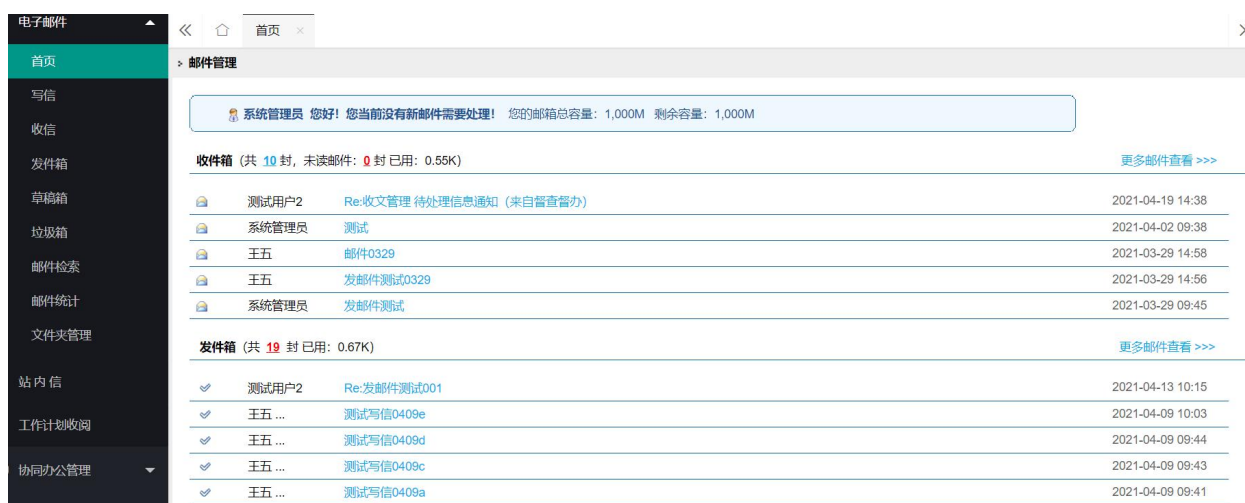 电子邮件
首页
写信
收信
发件箱
草稿箱
垃圾箱
邮件检索
邮件统计
文件夹管理
站内信
工作计划收阅
协同办公管理
首页
邮件管理
系统管理员 您好！您当前没有新邮件需要处理！ 您的邮箱总容量：1,000M 剩余容量：1,000M
收件箱 (共 10 封，未读邮件：0 封 已用：0.55K) 更多邮件查看 >>>
测试用户2 Re:收文管理 待处理信息通知（来自督查督办） 2021-04-19 14:38
系统管理员 测试 2021-04-02 09:38
王五 邮件0329 2021-03-29 14:58
王五 发邮件测试0329 2021-03-29 14:56
系统管理员 发邮件测试 2021-03-29 09:45
发件箱 (共 19 封 已用：0.67K) 更多邮件查看 >>>
测试用户2 Re:发邮件测试001 2021-04-13 10:15
王五 ... 测试写信0409e 2021-04-09 10:03
王五 ... 测试写信0409d 2021-04-09 09:44
王五 ... 测试写信0409c 2021-04-09 09:43
王五 ... 测试写信0409a 2021-04-09 09:41